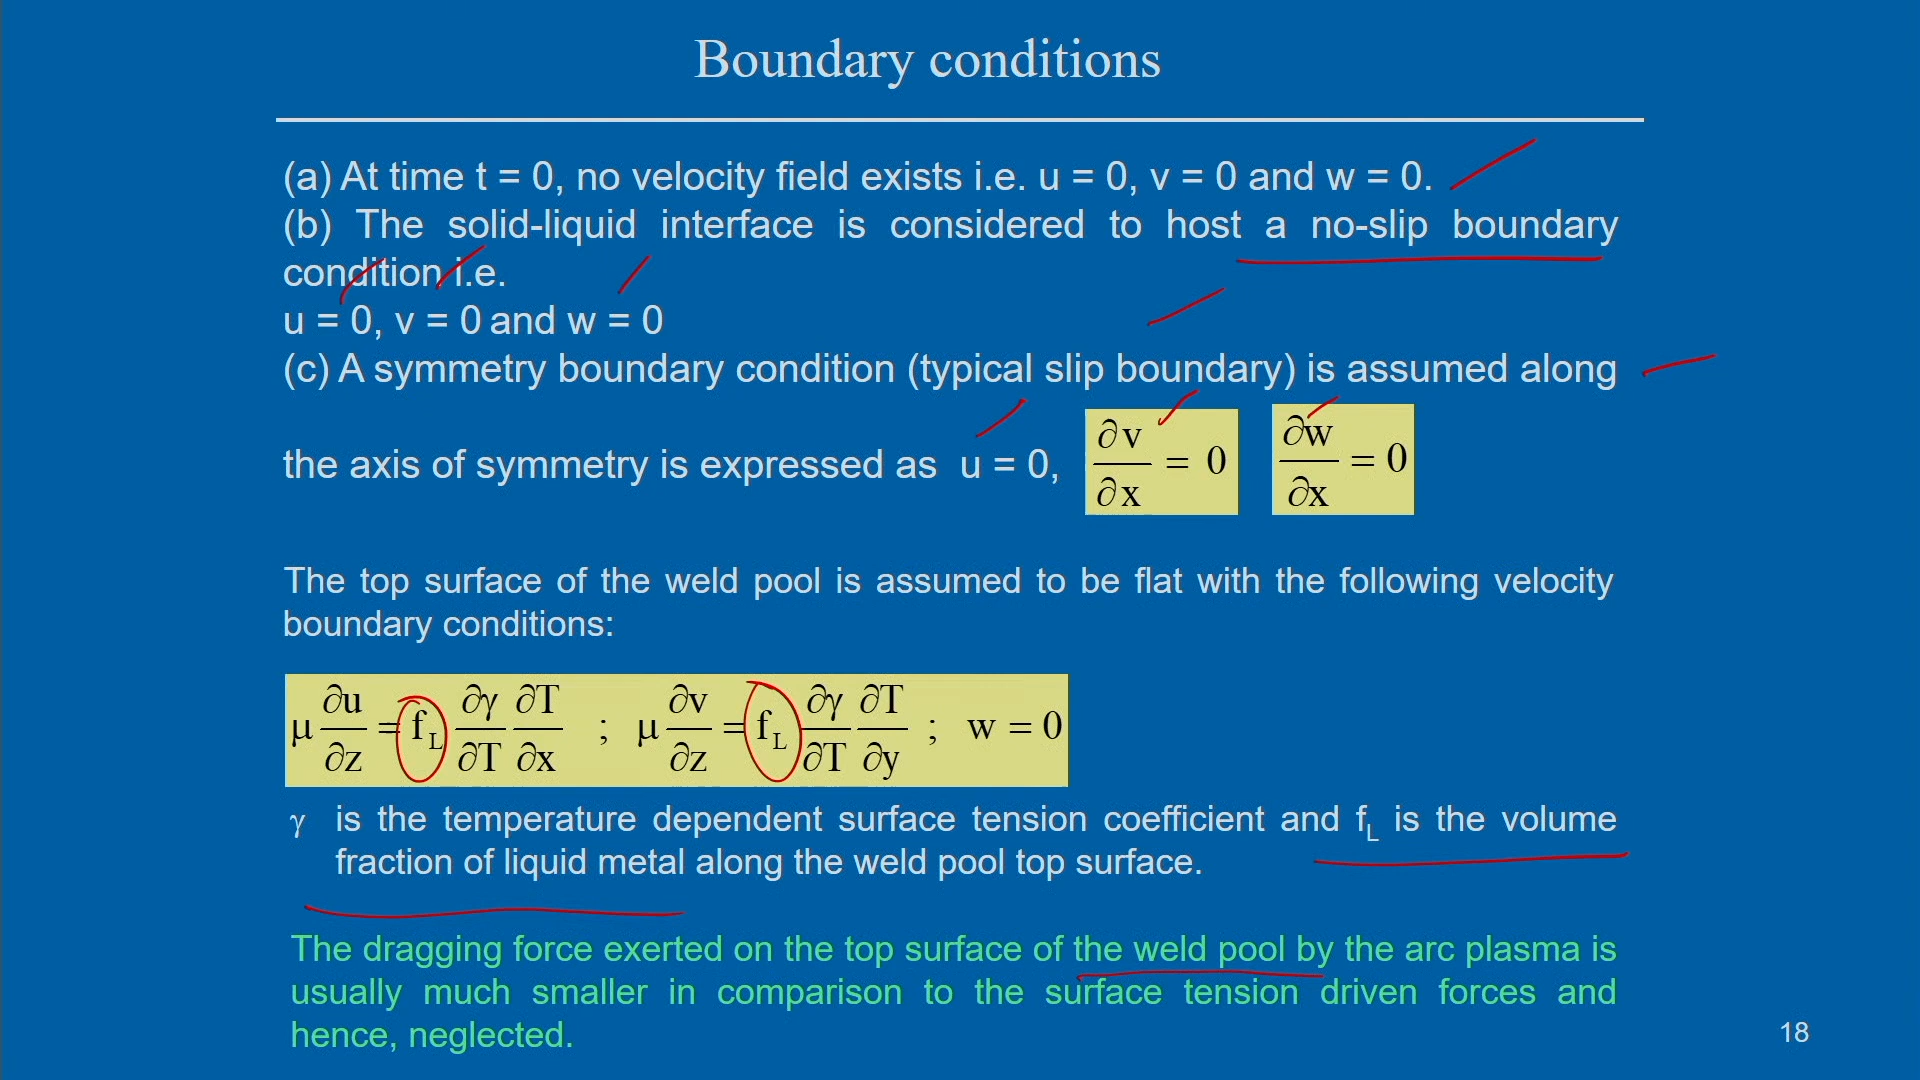 Boundary conditions
(a) At time t = 0, no velocity field exists i.e. u = 0, v = 0 and w = 0.
(b) The solid-liquid interface is considered to host a no-slip boundary
condition i.e.
u = 0, v = 0 and w = 0
(c) A symmetry boundary condition (typical slip boundary) is assumed along
the axis of symmetry is expressed as u = 0, ∂v/∂x = 0 ∂w/∂x = 0
The top surface of the weld pool is assumed to be flat with the following velocity
boundary conditions:
μ ∂u/∂z = f_L ∂γ/∂T ∂T/∂x ; μ ∂v/∂z = f_L ∂γ/∂T ∂T/∂y ; w = 0
γ is the temperature dependent surface tension coefficient and f_L is the volume
fraction of liquid metal along the weld pool top surface.
The dragging force exerted on the top surface of the weld pool by the arc plasma is
usually much smaller in comparison to the surface tension driven forces and
hence, neglected.
18